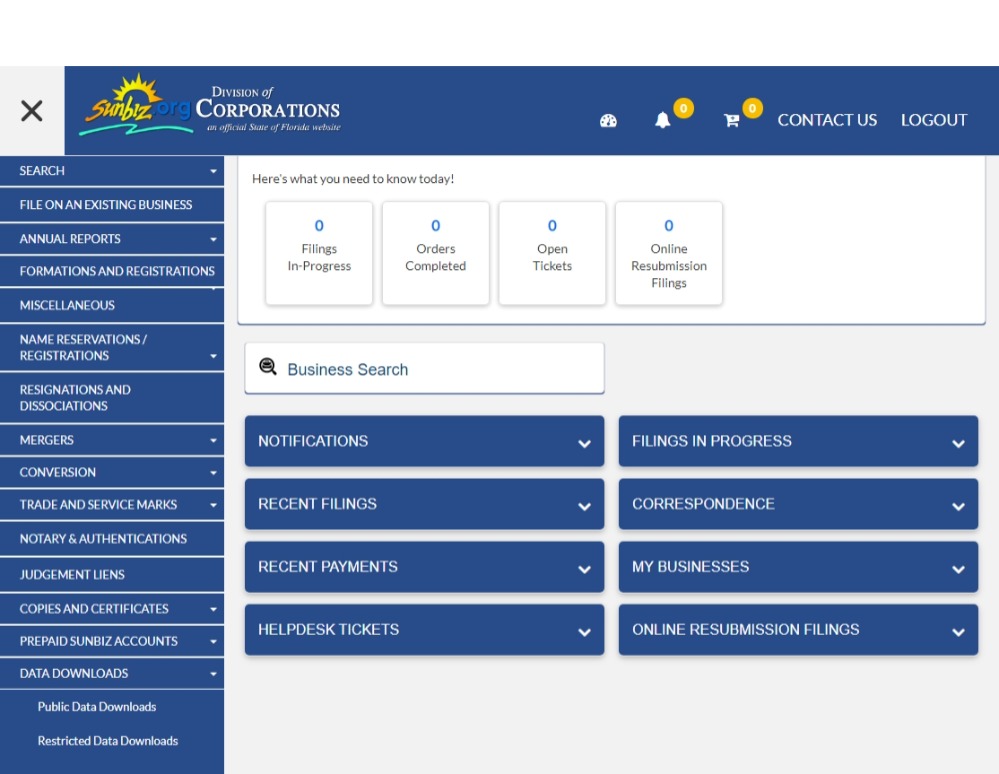 Sunbiz.org
DIVISION of
CORPORATIONS
an official State of Florida website
0
0
CONTACT US
LOGOUT
SEARCH
FILE ON AN EXISTING BUSINESS
ANNUAL REPORTS
FORMATIONS AND REGISTRATIONS
MISCELLANEOUS
NAME RESERVATIONS /
REGISTRATIONS
RESIGNATIONS AND
DISSOCIATIONS
MERGERS
CONVERSION
TRADE AND SERVICE MARKS
NOTARY & AUTHENTICATIONS
JUDGEMENT LIENS
COPIES AND CERTIFICATES
PREPAID SUNBIZ ACCOUNTS
DATA DOWNLOADS
Public Data Downloads
Restricted Data Downloads
Here's what you need to know today!
0
Filings
In-Progress
0
Orders
Completed
0
Open
Tickets
0
Online
Resubmission
Filings
Business Search
NOTIFICATIONS
FILINGS IN PROGRESS
RECENT FILINGS
CORRESPONDENCE
RECENT PAYMENTS
MY BUSINESSES
HELPDESK TICKETS
ONLINE RESUBMISSION FILINGS